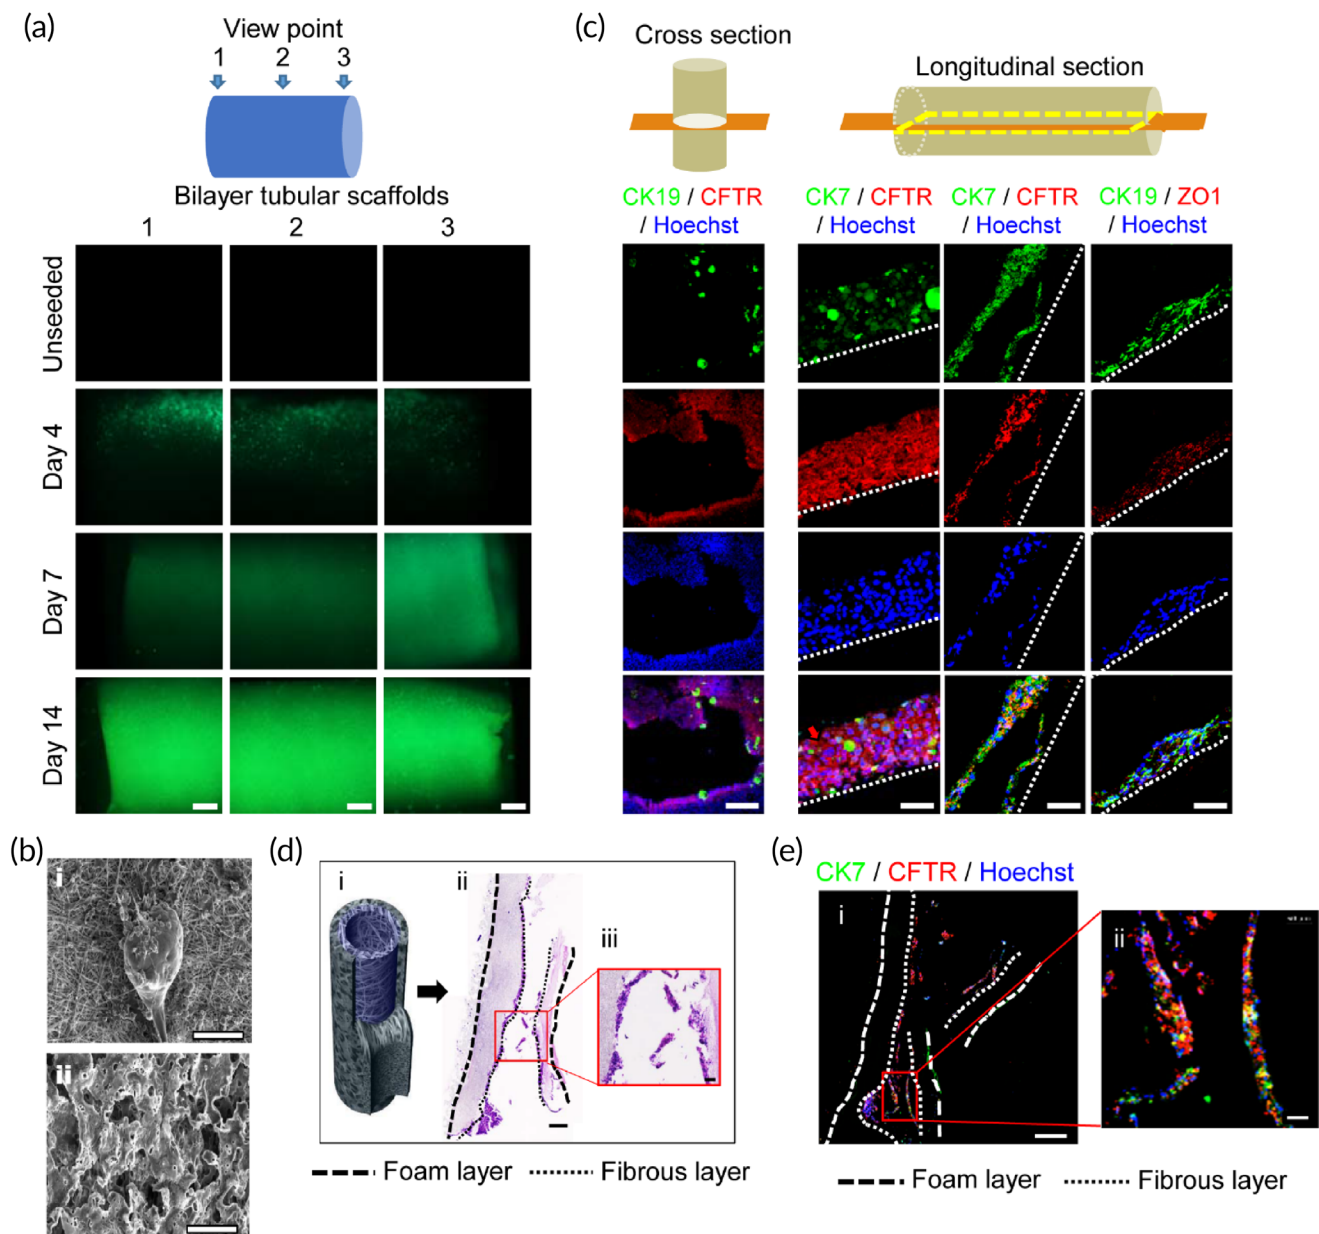 (a)
View point
1 2 3
Bilayer tubular scaffolds
1 2 3
Unseeded
Day 4
Day 7
Day 14
(c)
Cross section
Longitudinal section
CK19 / CFTR
/ Hoechst
CK7 / CFTR
/ Hoechst
CK7 / CFTR
/ Hoechst
CK19 / ZO1
/ Hoechst
(b)
i
ii
(d)
i
ii
iii
Foam layer
Fibrous layer
(e)
CK7 / CFTR / Hoechst
i
ii
Foam layer
Fibrous layer